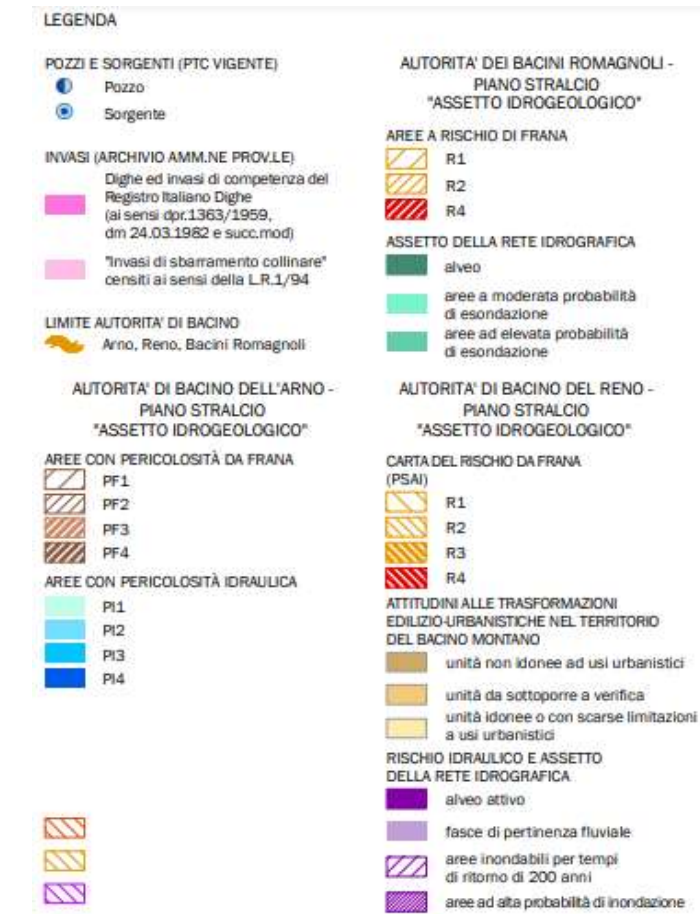 LEGENDA
POZZI E SORGENTI (PTC VIGENTE)
Pozzo
Sorgente
INVASI (ARCHIVIO AMM.NE PROV.LE)
Dighe ed invasi di competenza del
Registro Italiano Dighe
(ai sensi dpr.1363/1959,
dm 24.03.1982 e succ.mod)
"Invasi di sbarramento collinare"
censiti ai sensi della L.R.1/94
LIMITE AUTORITA' DI BACINO
Arno, Reno, Bacini Romagnoli
AUTORITA' DI BACINO DELL'ARNO -
PIANO STRALCIO
"ASSETTO IDROGEOLOGICO"
AREE CON PERICOLOSITÀ DA FRANA
PF1
PF2
PF3
PF4
AREE CON PERICOLOSITÀ IDRAULICA
PI1
PI2
PI3
PI4
AUTORITA' DEI BACINI ROMAGNOLI -
PIANO STRALCIO
"ASSETTO IDROGEOLOGICO"
AREE A RISCHIO DI FRANA
R1
R2
R4
ASSETTO DELLA RETE IDROGRAFICA
alveo
aree a moderata probabilità
di esondazione
aree ad elevata probabilità
di esondazione
AUTORITA' DI BACINO DEL RENO -
PIANO STRALCIO
"ASSETTO IDROGEOLOGICO"
CARTA DEL RISCHIO DA FRANA
(PSAI)
R1
R2
R3
R4
ATTITUDINI ALLE TRASFORMAZIONI
EDILIZIO-URBANISTICHE NEL TERRITORIO
DEL BACINO MONTANO
unità non idonee ad usi urbanistici
unità da sottoporre a verifica
unità idonee o con scarse limitazioni
a usi urbanistici
RISCHIO IDRAULICO E ASSETTO
DELLA RETE IDROGRAFICA
alveo attivo
fasce di pertinenza fluviale
aree inondabili per tempi
di ritorno di 200 anni
aree ad alta probabilità di inondazione